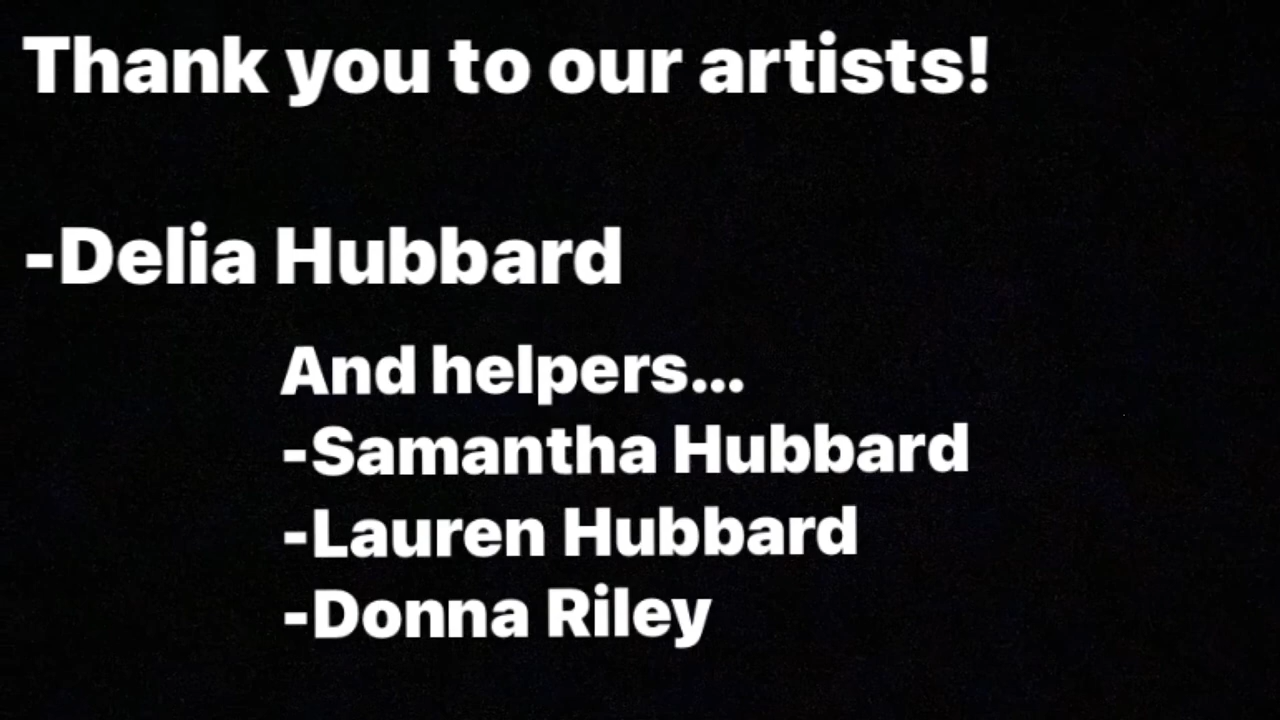 Thank you to our artists!
-Delia Hubbard
And helpers...
-Samantha Hubbard
-Lauren Hubbard
-Donna Riley